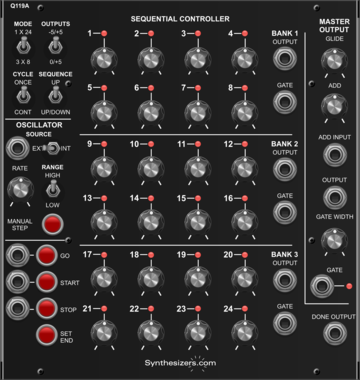 Q119A
SEQUENTIAL CONTROLLER
MODE OUTPUTS
1 X 24 -5/+5
3 X 8 0/+5
CYCLE SEQUENCE
ONCE UP
CONT UP/DOWN
OSCILLATOR
SOURCE
EXT INT
RATE RANGE
HIGH
LOW
MANUAL
STEP
GO
START
STOP
SET
END
1 2 3 4
5 6 7 8
BANK 1
OUTPUT
GATE
9 10 11 12
13 14 15 16
BANK 2
OUTPUT
GATE
17 18 19 20
21 22 23 24
BANK 3
OUTPUT
GATE
MASTER
OUTPUT
GLIDE
ADD
ADD INPUT
OUTPUT
GATE WIDTH
GATE
DONE OUTPUT
Synthesizers.com